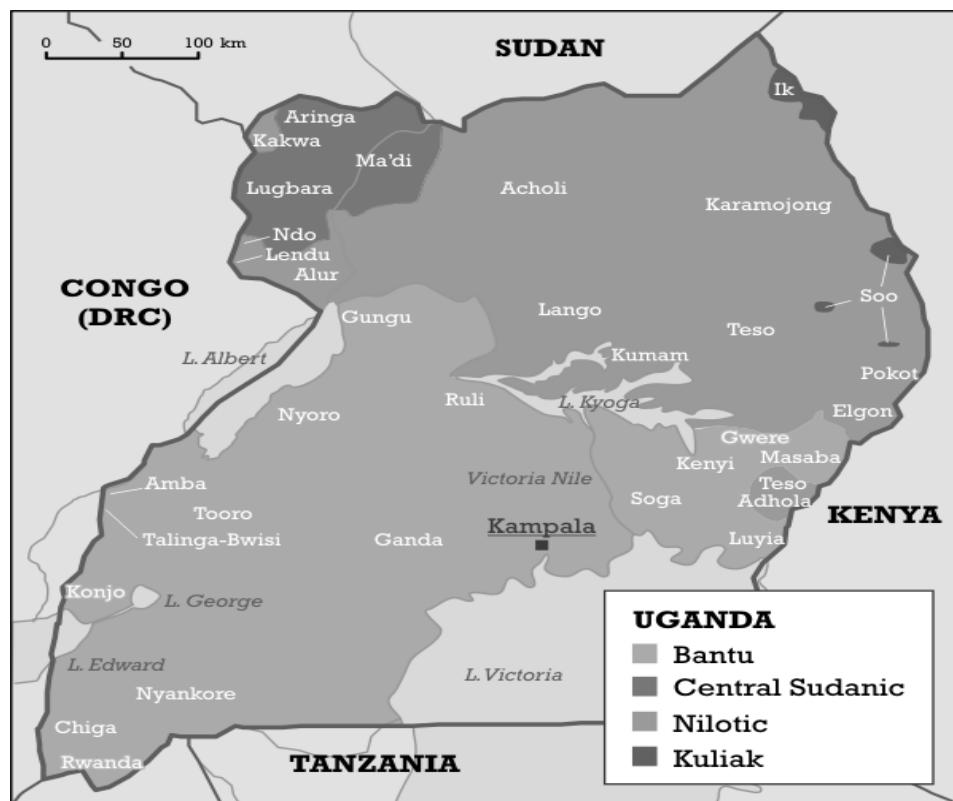 0 50 100 km
SUDAN
Ik
Aringa
Kakwa
Ma'di
Lugbara
Acholi
Karamojong
Ndo
Lendu
Alur
CONGO
(DRC)
Soo
Gungu
Lango
Teso
L. Albert
Kumam
Pokot
Nyoro
Ruli
L. Kyoga
Elgon
Gwere
Kenyi
Masaba
Amba
Victoria Nile
Teso
Soga
Adhola
Tooro
Kampala
KENYA
Talinga-Bwisi
Ganda
Luyia
Konjo
L. George
UGANDA
Bantu
Central Sudanic
Nilotic
Kuliak
L. Edward
L. Victoria
Nyankore
Chiga
Rwanda
TANZANIA